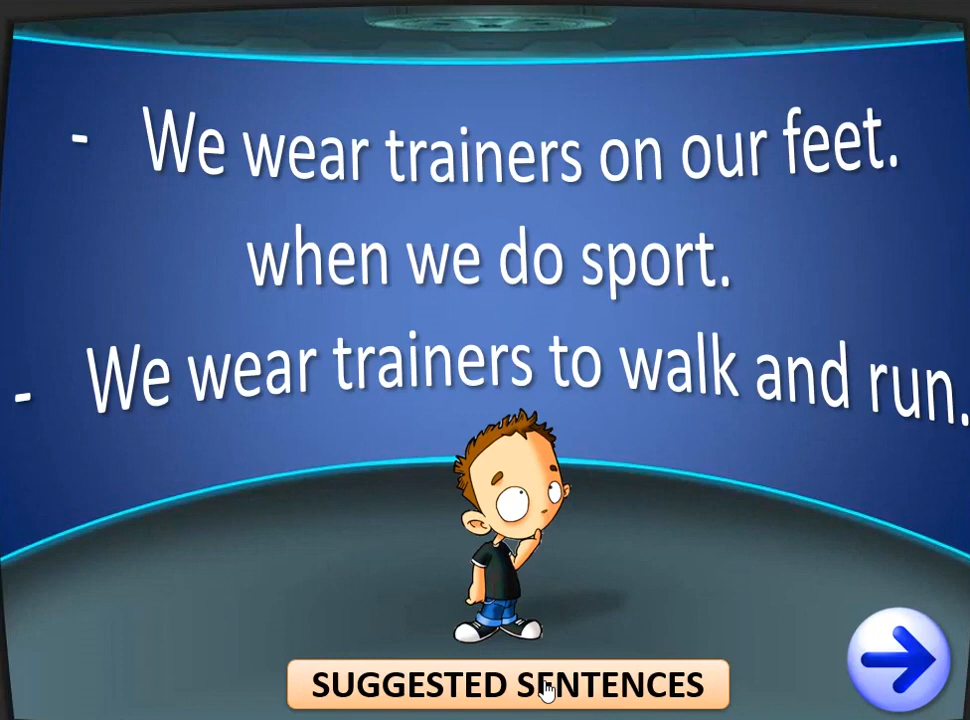 - We wear trainers on our feet.
when we do sport.
- We wear trainers to walk and run.
SUGGESTED SENTENCES